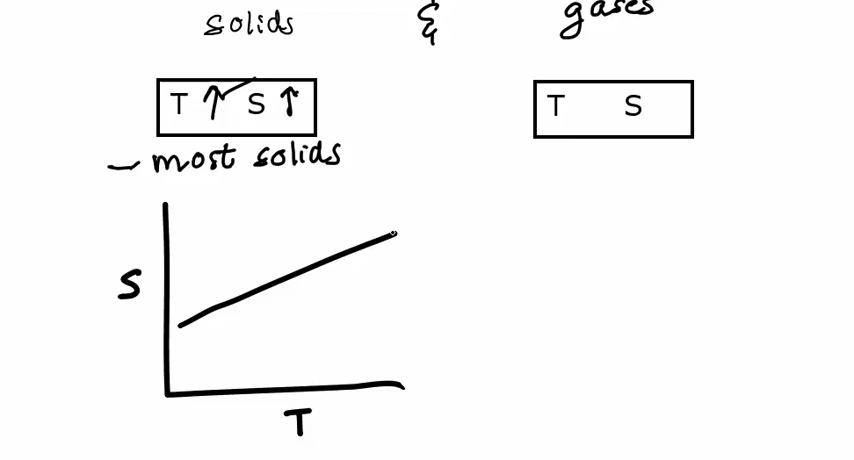 solids & gases
T ↑ S ↑
T S
– most solids
S
T